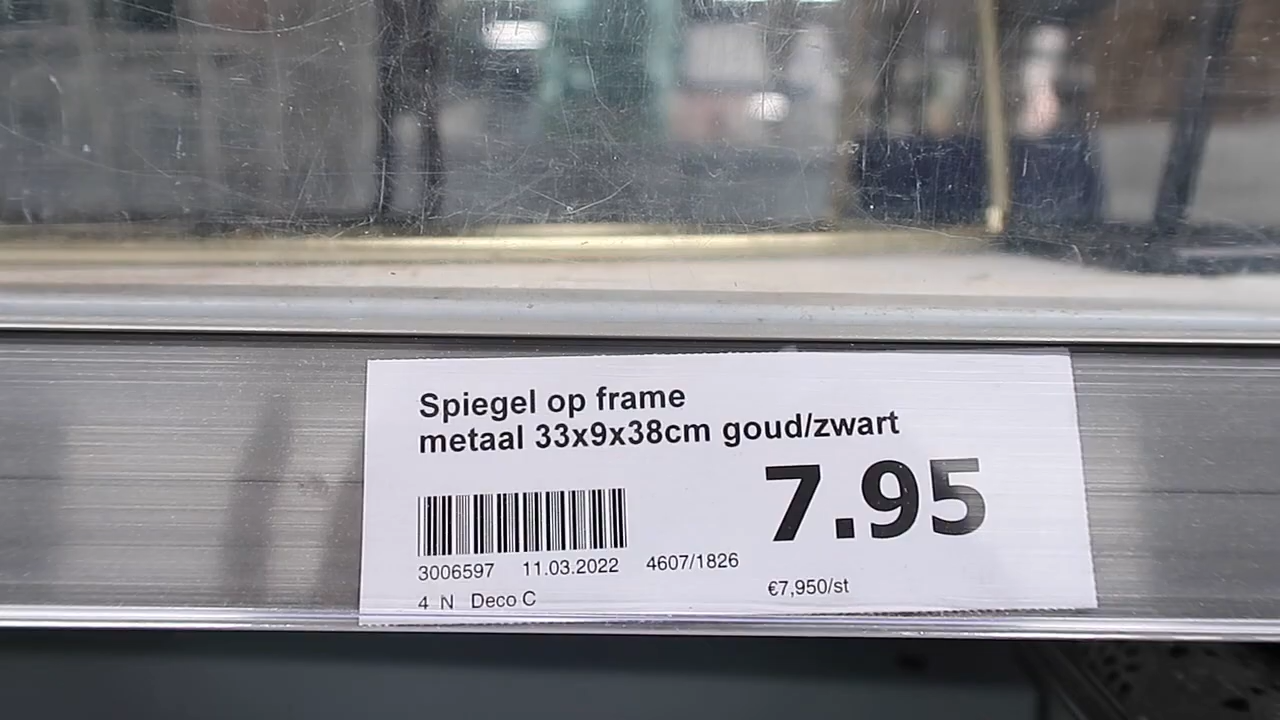 Spiegel op frame
metaal 33x9x38cm goud/zwart
7.95
3006597 11.03.2022 4607/1826
€7,950/st
4 N Deco C